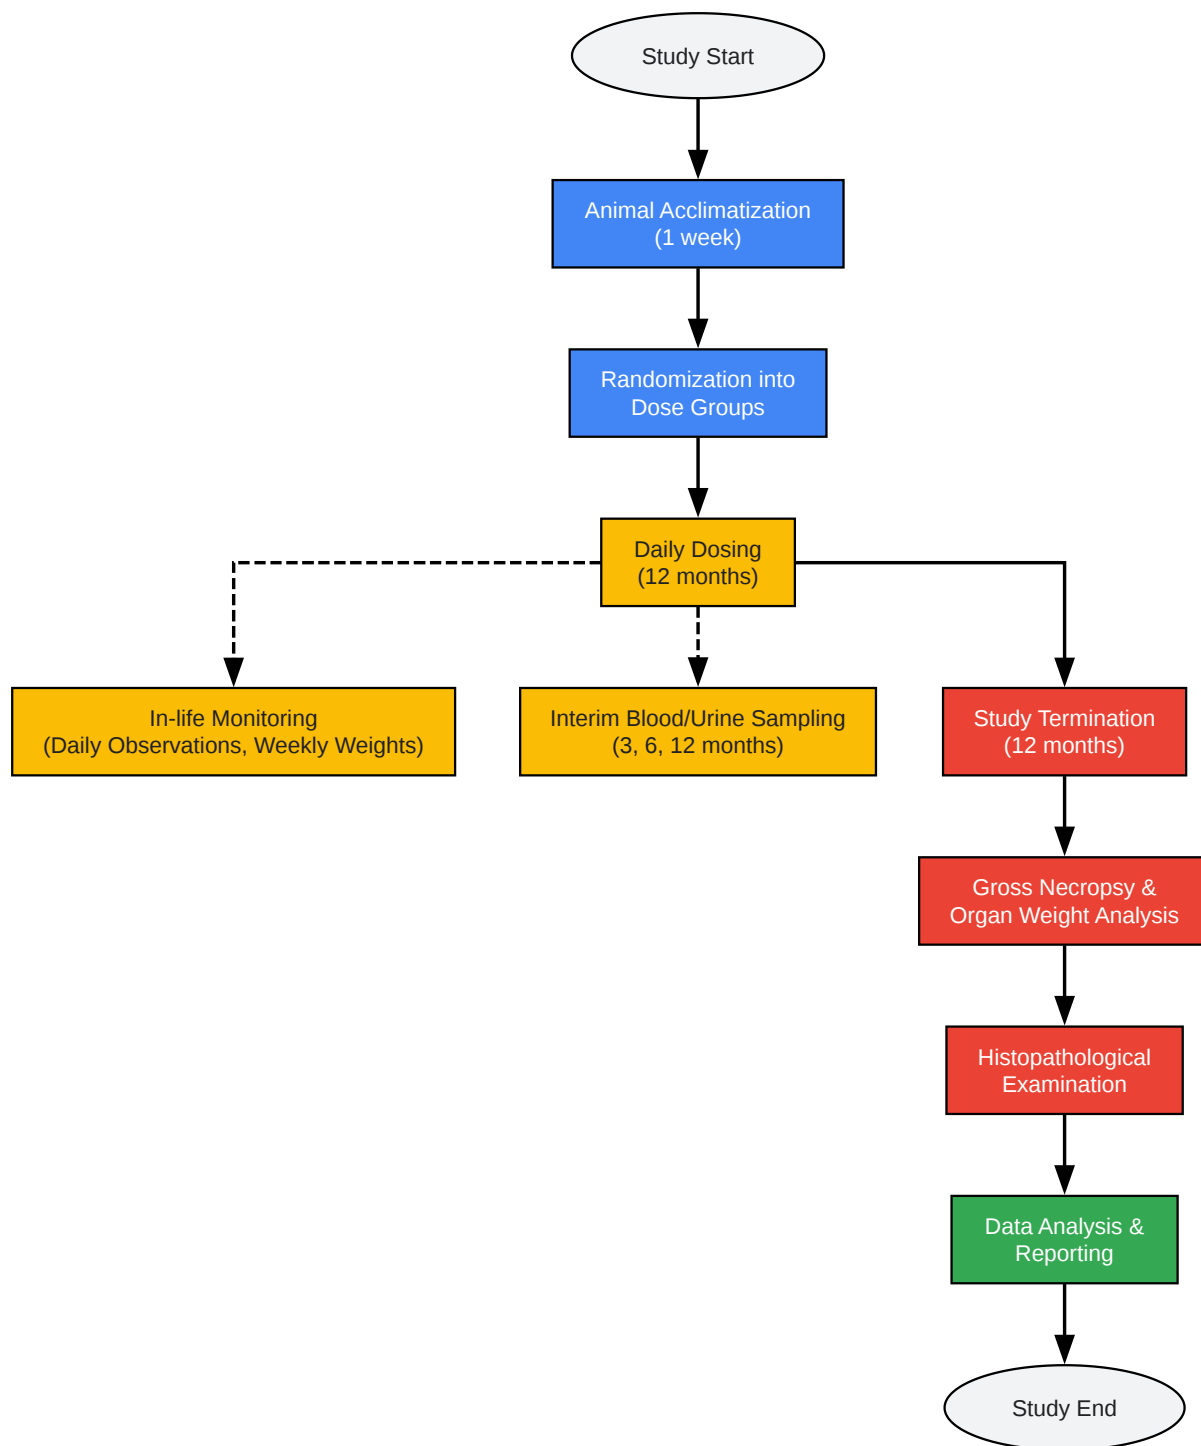 Study Start
Animal Acclimatization
(1 week)
Randomization into
Dose Groups
Daily Dosing
(12 months)
In-life Monitoring
(Daily Observations, Weekly Weights)
Interim Blood/Urine Sampling
(3, 6, 12 months)
Study Termination
(12 months)
Gross Necropsy &
Organ Weight Analysis
Histopathological
Examination
Data Analysis &
Reporting
Study End